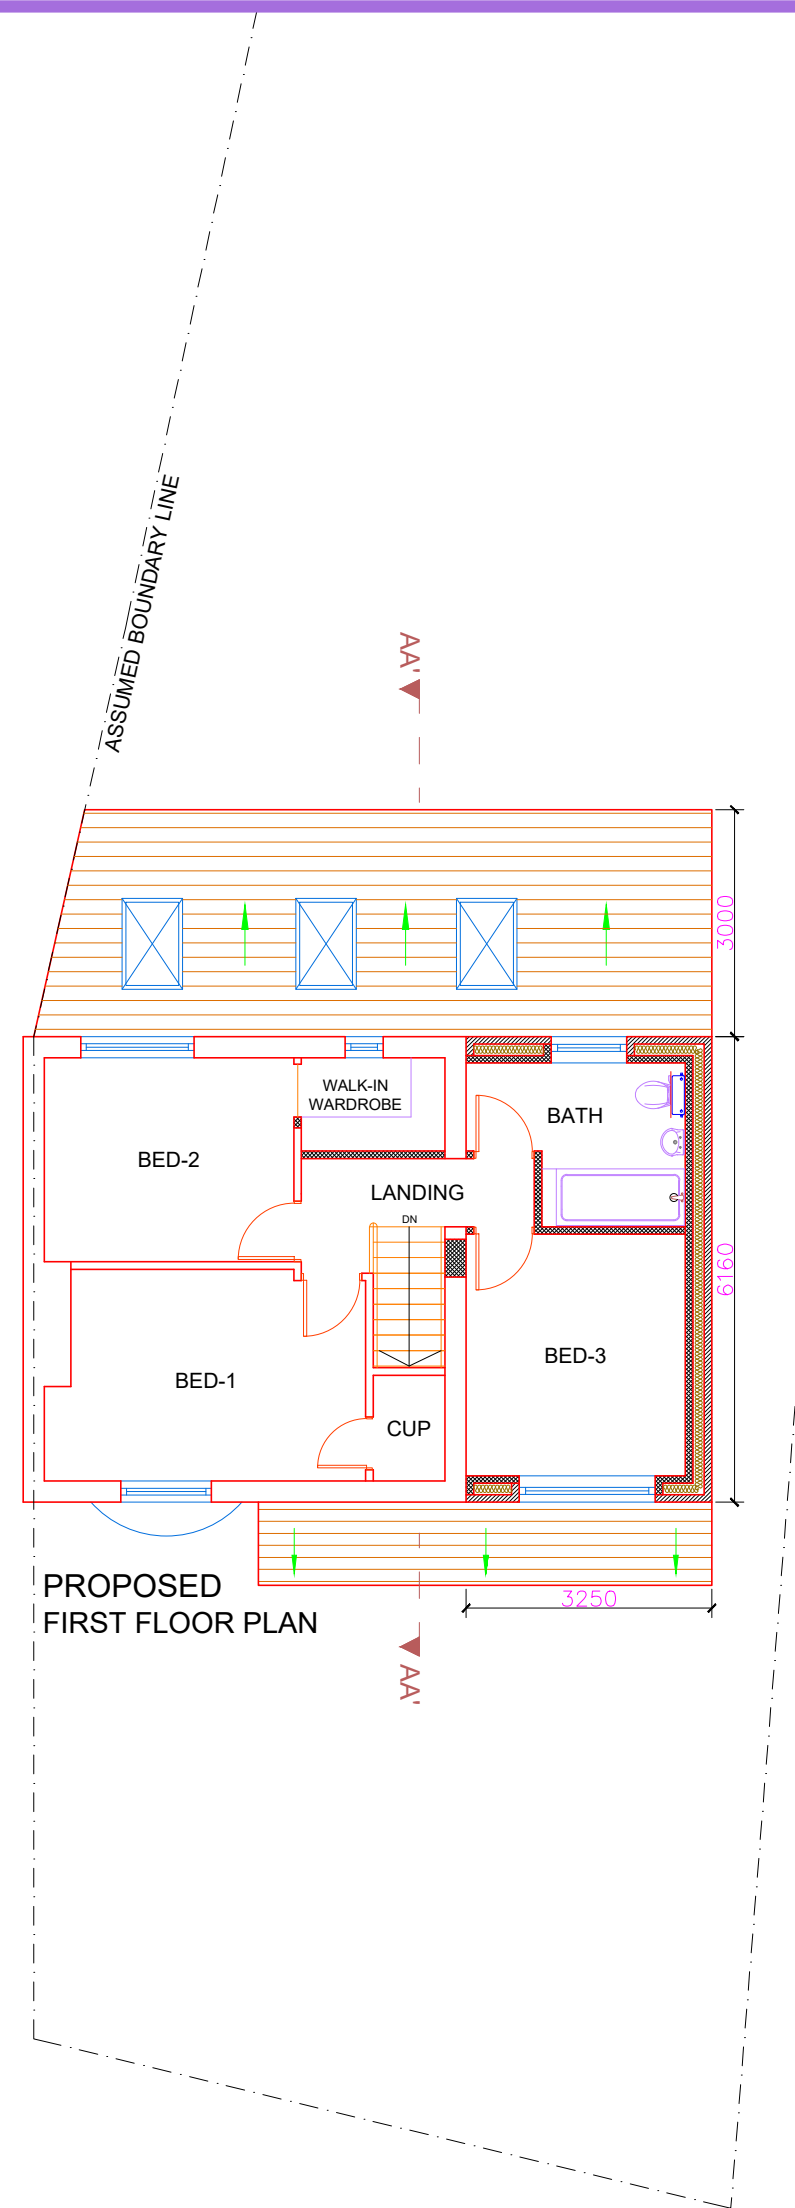 ASSUMED BOUNDARY LINE
AA'
3000
WALK-IN
WARDROBE
BATH
BED-2
LANDING
DN
6160
BED-3
BED-1
CUP
PROPOSED
FIRST FLOOR PLAN
3250
AA'